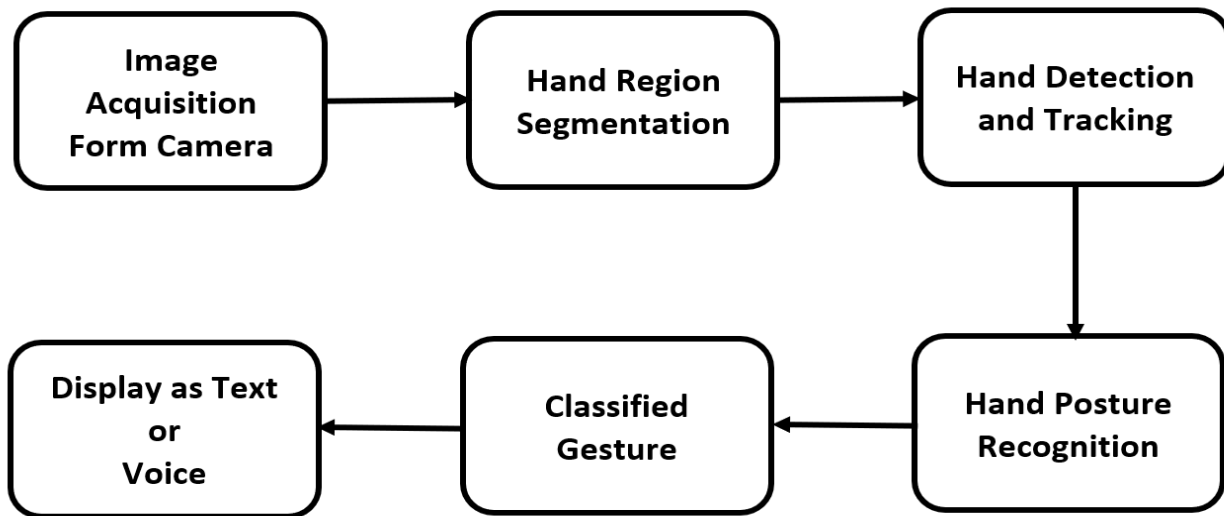 Image
Acquisition
Form Camera
Hand Region
Segmentation
Hand Detection
and Tracking
Hand Posture
Recognition
Classified
Gesture
Display as Text
or
Voice